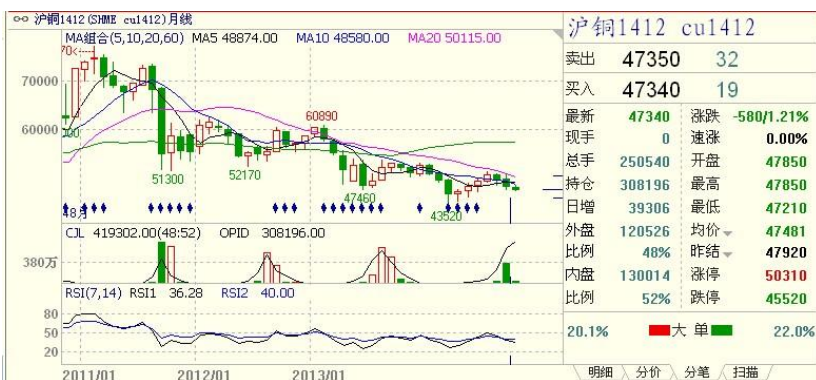 沪铜1412(SHME cu1412)月线
MA组合(5,10,20,60) MA5 48874.00 MA10 48580.00 MA20 50115.00
70000
60000
60890
51300
52170
47460
43520
48月
CJL 419302.00(48:52) OPID 308196.00
380万
RSI(7,14) RSI1 36.28 RSI2 40.00
80
50
20
2011/01 2012/01 2013/01
沪铜1412 cu1412
卖出 47350 32
买入 47340 19
最新 47340 涨跌 -580/1.21%
现手 0 速涨 0.00%
总手 250540 开盘 47850
持仓 308196 最高 47850
日增 39306 最低 47210
外盘 120526 均价 47481
比例 48% 昨结 47920
内盘 130014 涨停 50310
比例 52% 跌停 45520
20.1% 大单 22.0%
明细 分价 分笔 扫描